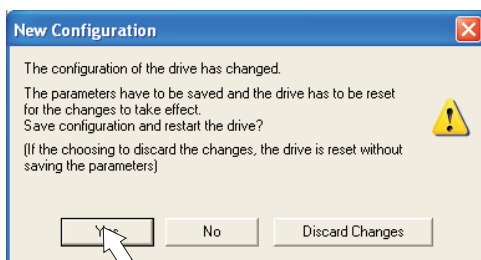 New Configuration
The configuration of the drive has changed.
The parameters have to be saved and the drive has to be reset
for the changes to take effect.
Save configuration and restart the drive?
(If the choosing to discard the changes, the drive is reset without
saving the parameters)
Yes No Discard Changes